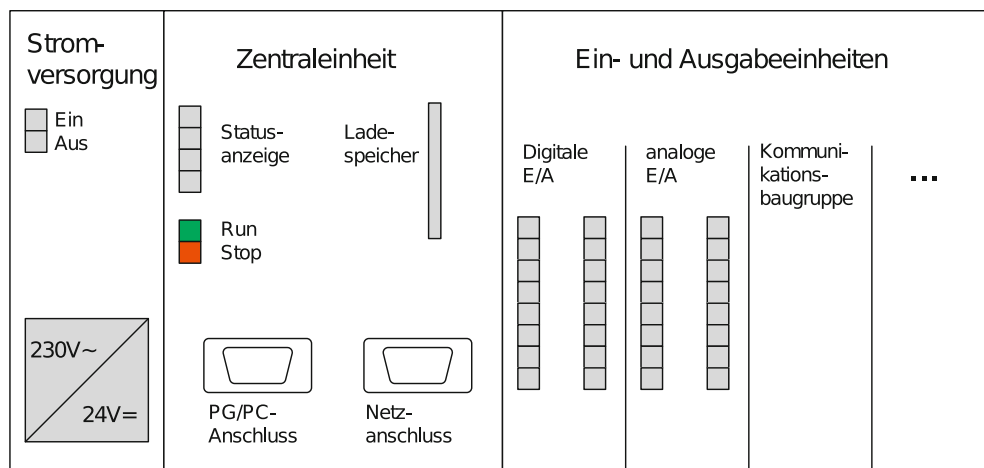 Strom-
versorgung
Ein
Aus
230V~
24V=
Zentraleinheit
Status-
anzeige
Lade-
speicher
Run
Stop
PG/PC-
Anschluss
Netz-
anschluss
Ein- und Ausgabeeinheiten
Digitale
E/A
analoge
E/A
Kommuni-
kations-
baugruppe
...